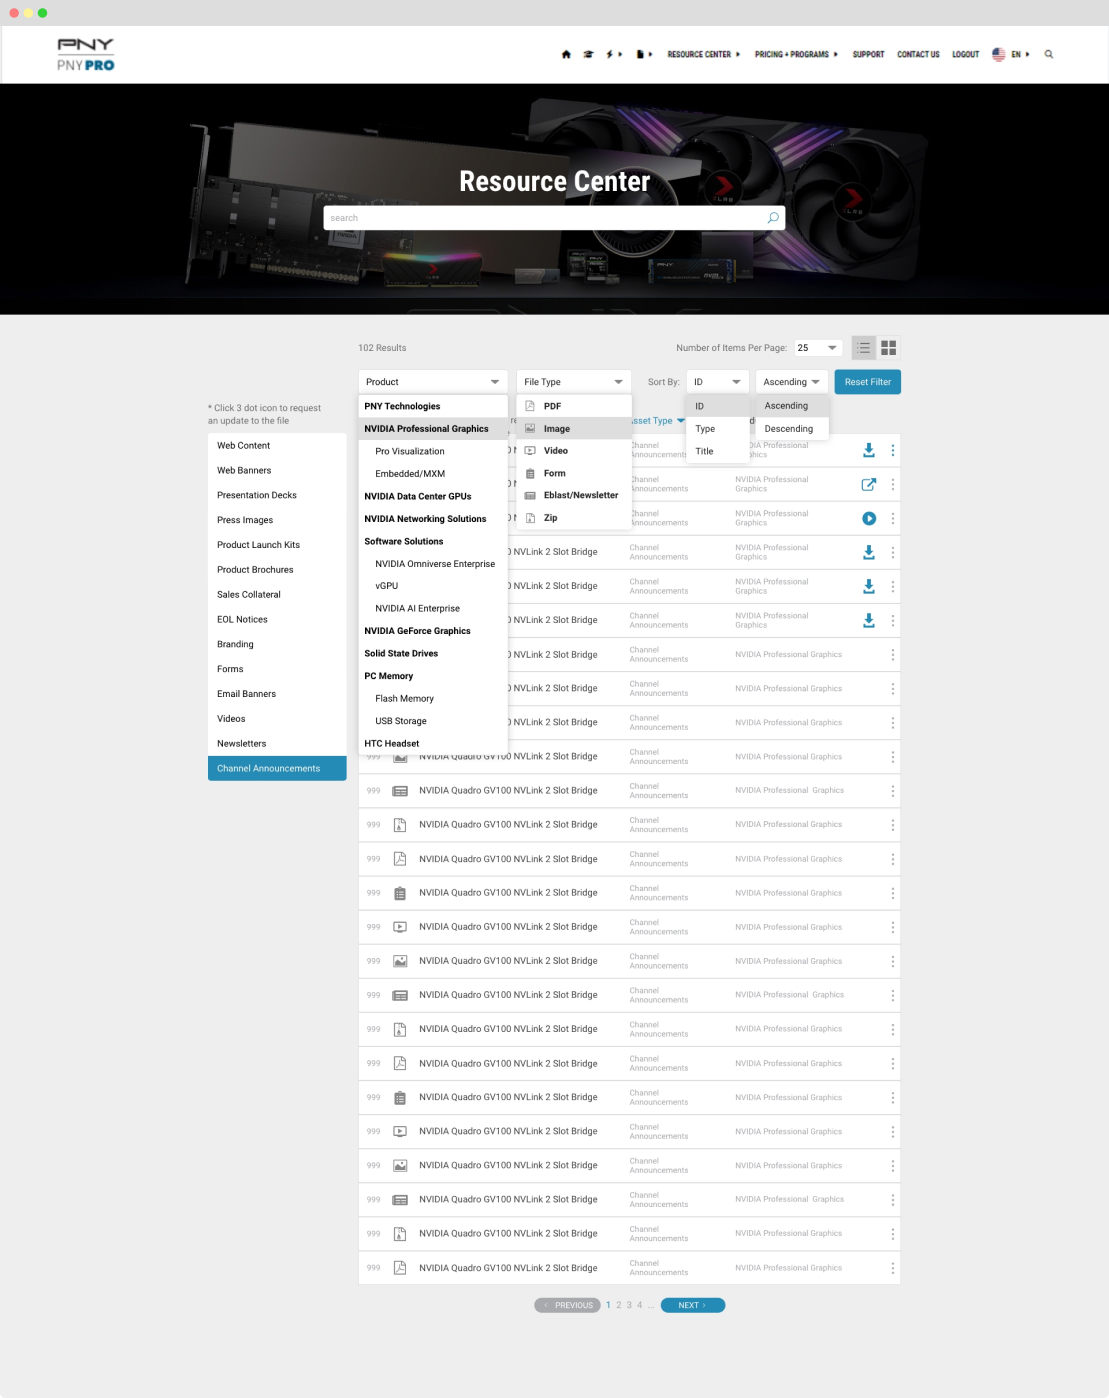 PNY
PNY PRO
RESOURCE CENTER
PRICING + PROGRAMS
SUPPORT
CONTACT US
LOGOUT
EN
Resource Center
search
102 Results
Number of Items Per Page:
25
Product
File Type
Sort By:
ID
Ascending
Reset Filter
* Click 3 dot icon to request
an update to the file
Web Content
Web Banners
Presentation Decks
Press Images
Product Launch Kits
Product Brochures
Sales Collateral
EOL Notices
Branding
Forms
Email Banners
Videos
Newsletters
Channel Announcements
PNY Technologies
NVIDIA Professional Graphics
Pro Visualization
Embedded/MXM
NVIDIA Data Center GPUs
NVIDIA Networking Solutions
Software Solutions
NVIDIA Omniverse Enterprise
vGPU
NVIDIA AI Enterprise
NVIDIA GeForce Graphics
Solid State Drives
PC Memory
Flash Memory
USB Storage
HTC Headset
PDF
Image
Video
Form
Eblast/Newsletter
Zip
Asset Type
ID
Type
Title
Ascending
Descending
Channel
Announcements
Professional
Graphics
Channel
Announcements
NVIDIA Professional
Graphics
Channel
Announcements
NVIDIA Professional
Graphics
NVLink 2 Slot Bridge
Channel
Announcements
NVIDIA Professional
Graphics
NVLink 2 Slot Bridge
Channel
Announcements
NVIDIA Professional
Graphics
NVLink 2 Slot Bridge
Channel
Announcements
NVIDIA Professional
Graphics
NVLink 2 Slot Bridge
Channel
Announcements
NVIDIA Professional Graphics
NVLink 2 Slot Bridge
Channel
Announcements
NVIDIA Professional Graphics
NVLink 2 Slot Bridge
Channel
Announcements
NVIDIA Professional Graphics
999 NVIDIA Quadro GV100 NVLink 2 Slot Bridge
Channel
Announcements
NVIDIA Professional Graphics
999 NVIDIA Quadro GV100 NVLink 2 Slot Bridge
Channel
Announcements
NVIDIA Professional Graphics
999 NVIDIA Quadro GV100 NVLink 2 Slot Bridge
Channel
Announcements
NVIDIA Professional Graphics
999 NVIDIA Quadro GV100 NVLink 2 Slot Bridge
Channel
Announcements
NVIDIA Professional Graphics
999 NVIDIA Quadro GV100 NVLink 2 Slot Bridge
Channel
Announcements
NVIDIA Professional Graphics
999 NVIDIA Quadro GV100 NVLink 2 Slot Bridge
Channel
Announcements
NVIDIA Professional Graphics
999 NVIDIA Quadro GV100 NVLink 2 Slot Bridge
Channel
Announcements
NVIDIA Professional Graphics
999 NVIDIA Quadro GV100 NVLink 2 Slot Bridge
Channel
Announcements
NVIDIA Professional Graphics
999 NVIDIA Quadro GV100 NVLink 2 Slot Bridge
Channel
Announcements
NVIDIA Professional Graphics
999 NVIDIA Quadro GV100 NVLink 2 Slot Bridge
Channel
Announcements
NVIDIA Professional Graphics
999 NVIDIA Quadro GV100 NVLink 2 Slot Bridge
Channel
Announcements
NVIDIA Professional Graphics
999 NVIDIA Quadro GV100 NVLink 2 Slot Bridge
Channel
Announcements
NVIDIA Professional Graphics
999 NVIDIA Quadro GV100 NVLink 2 Slot Bridge
Channel
Announcements
NVIDIA Professional Graphics
999 NVIDIA Quadro GV100 NVLink 2 Slot Bridge
Channel
Announcements
NVIDIA Professional Graphics
999 NVIDIA Quadro GV100 NVLink 2 Slot Bridge
Channel
Announcements
NVIDIA Professional Graphics
999 NVIDIA Quadro GV100 NVLink 2 Slot Bridge
Channel
Announcements
NVIDIA Professional Graphics
‹ PREVIOUS 1 2 3 4 ... NEXT ›